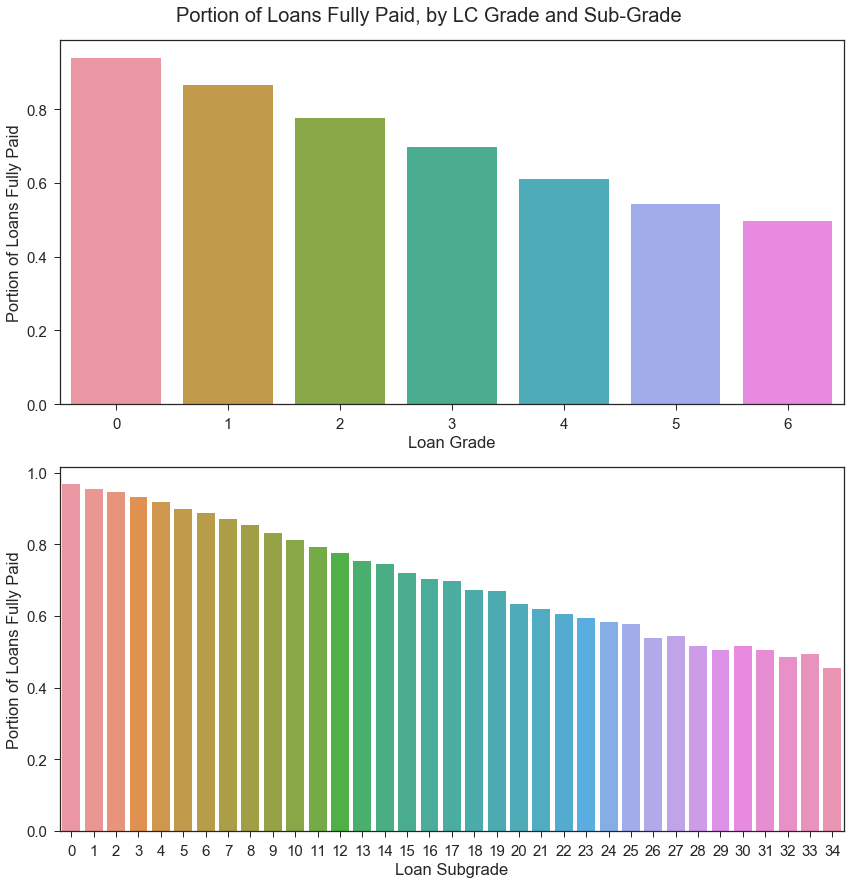 Portion of Loans Fully Paid, by LC Grade and Sub-Grade
Portion of Loans Fully Paid
0.8
0.6
0.4
0.2
0.0
0 1 2 3 4 5 6
Loan Grade
Portion of Loans Fully Paid
1.0
0.8
0.6
0.4
0.2
0.0
0 1 2 3 4 5 6 7 8 9 10 11 12 13 14 15 16 17 18 19 20 21 22 23 24 25 26 27 28 29 30 31 32 33 34
Loan Subgrade